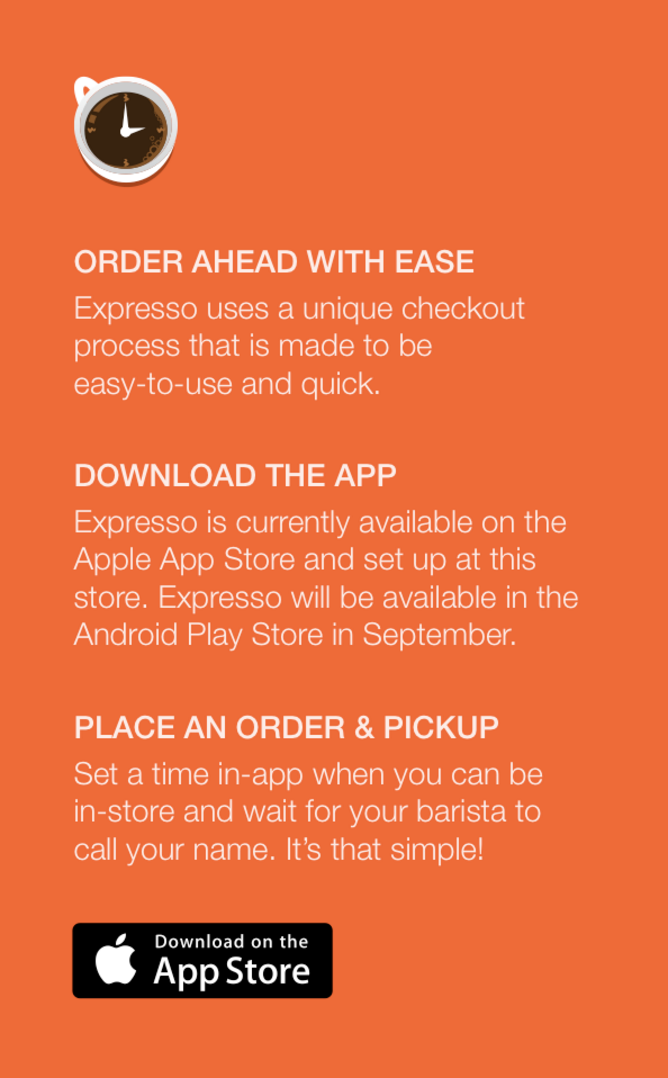 ORDER AHEAD WITH EASE
Expresso uses a unique checkout
process that is made to be
easy-to-use and quick.
DOWNLOAD THE APP
Expresso is currently available on the
Apple App Store and set up at this
store. Expresso will be available in the
Android Play Store in September.
PLACE AN ORDER & PICKUP
Set a time in-app when you can be
in-store and wait for your barista to
call your name. It’s that simple!
Download on the
App Store